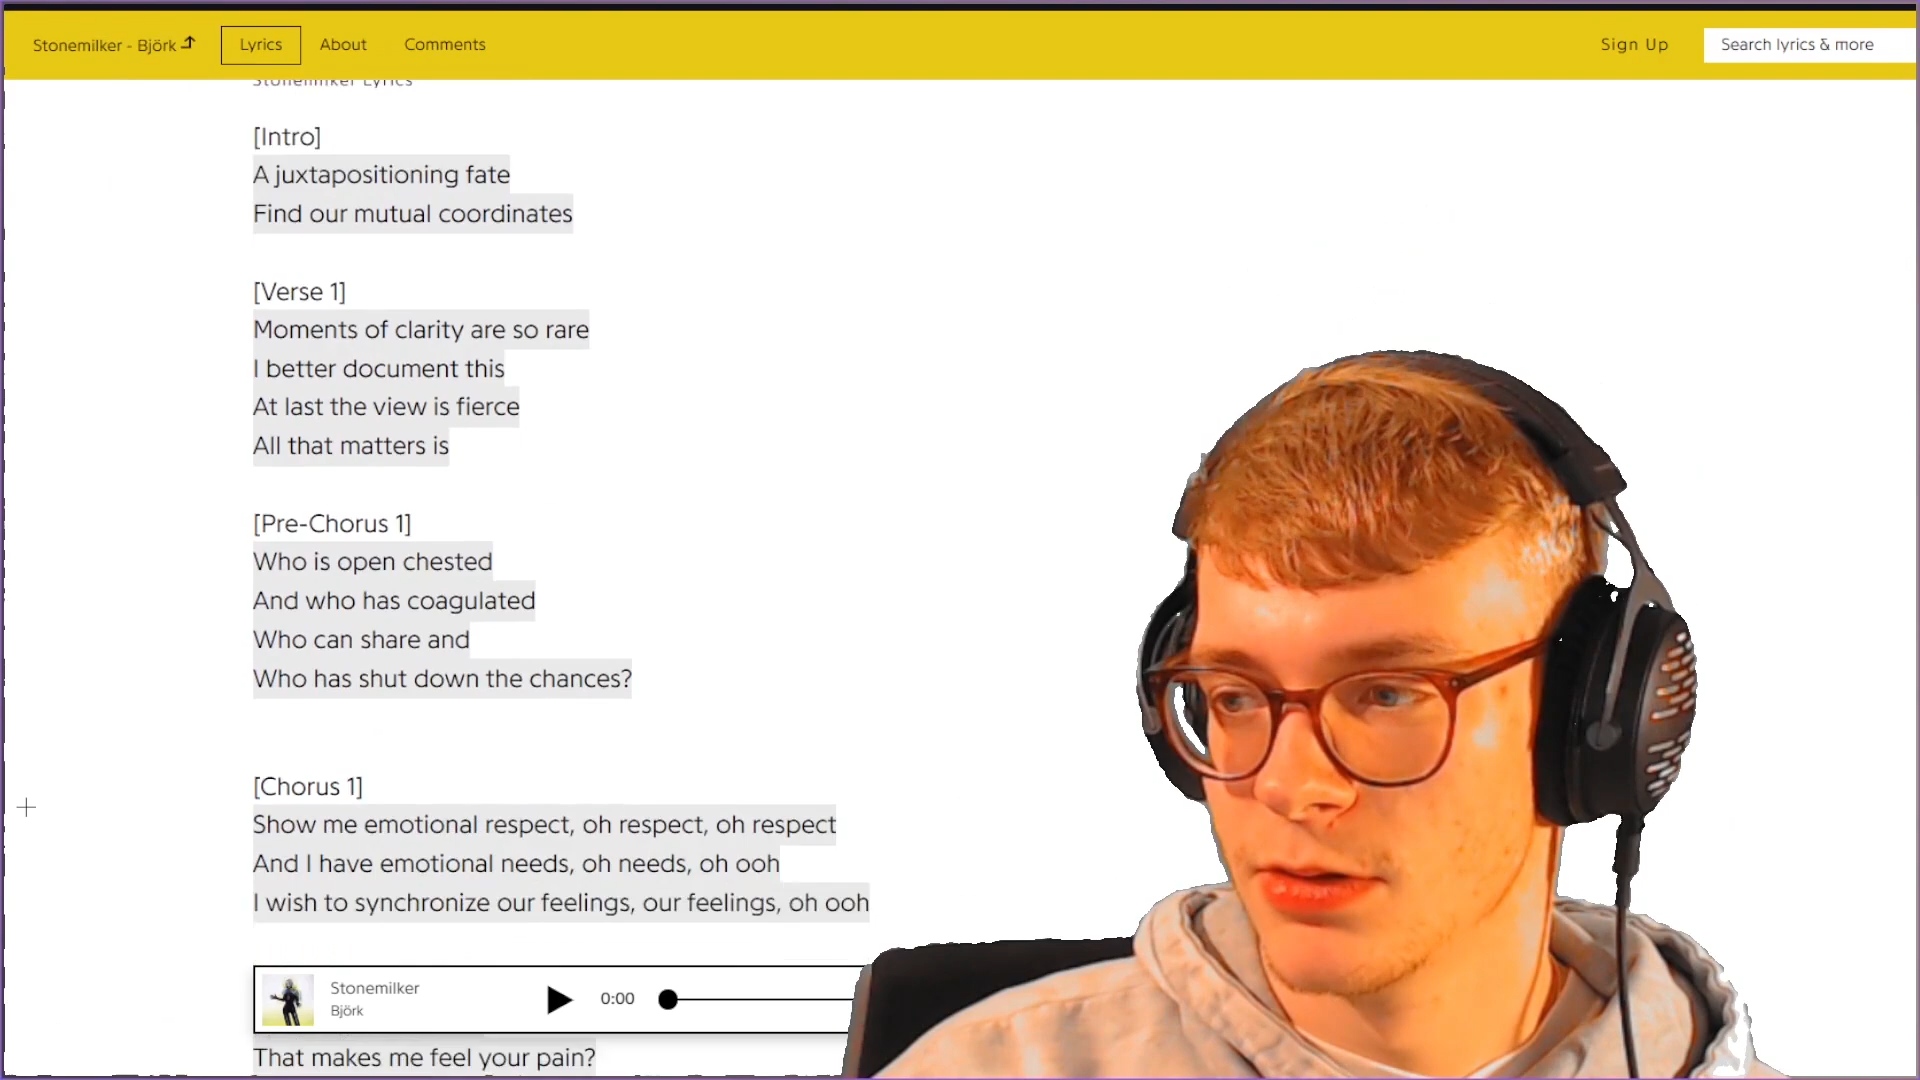 Stonemilker - Björk
Lyrics
About
Comments
Sign Up
Search lyrics & more
Stonemilker Lyrics
[Intro]
A juxtapositioning fate
Find our mutual coordinates
[Verse 1]
Moments of clarity are so rare
I better document this
At last the view is fierce
All that matters is
[Pre-Chorus 1]
Who is open chested
And who has coagulated
Who can share and
Who has shut down the chances?
[Chorus 1]
Show me emotional respect, oh respect, oh respect
And I have emotional needs, oh needs, oh ooh
I wish to synchronize our feelings, our feelings, oh ooh
Stonemilker
Björk
0:00
That makes me feel your pain?